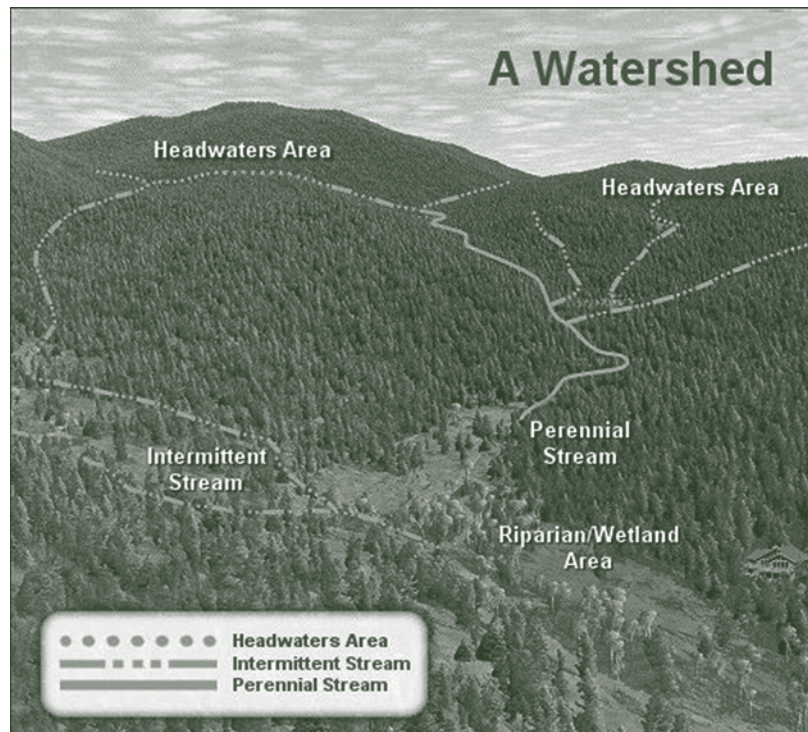 A Watershed
Headwaters Area
Headwaters Area
Perennial
Stream
Intermittent
Stream
Riparian/Wetland
Area
Headwaters Area
Intermittent Stream
Perennial Stream